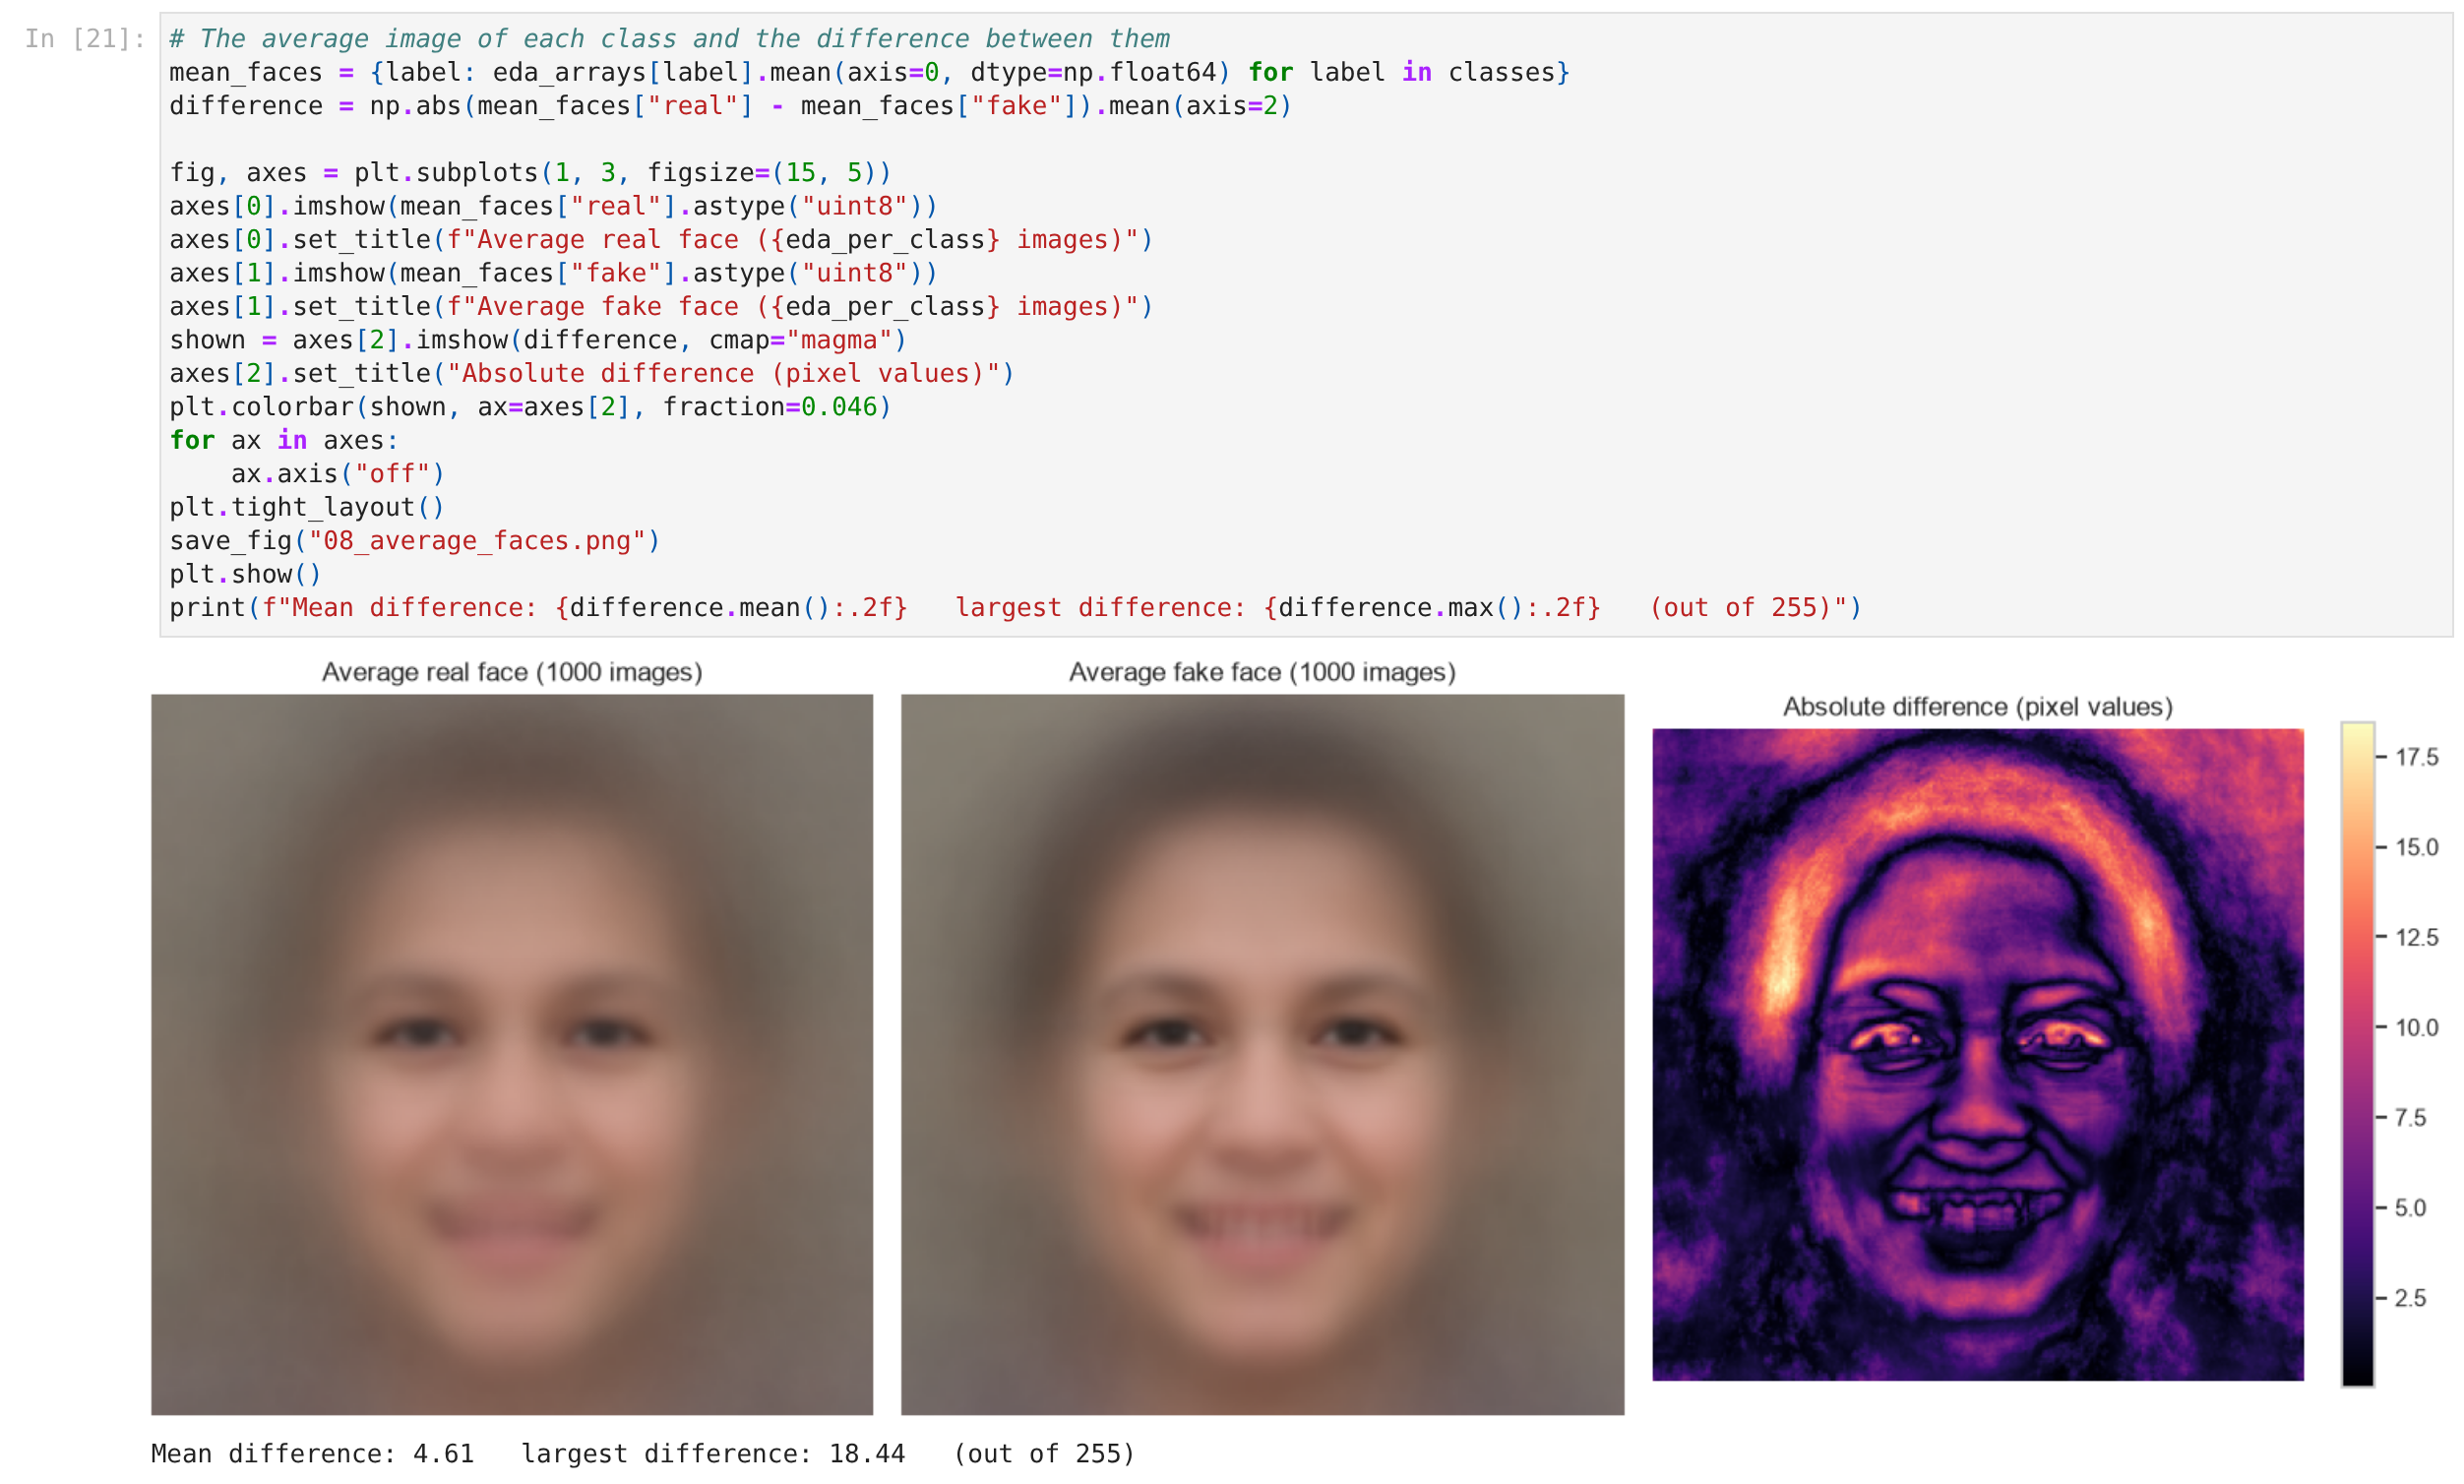 In [21]:
# The average image of each class and the difference between them
mean_faces = {label: eda_arrays[label].mean(axis=0, dtype=np.float64) for label in classes}
difference = np.abs(mean_faces["real"] - mean_faces["fake"]).mean(axis=2)

fig, axes = plt.subplots(1, 3, figsize=(15, 5))
axes[0].imshow(mean_faces["real"].astype("uint8"))
axes[0].set_title(f"Average real face ({eda_per_class} images)")
axes[1].imshow(mean_faces["fake"].astype("uint8"))
axes[1].set_title(f"Average fake face ({eda_per_class} images)")
shown = axes[2].imshow(difference, cmap="magma")
axes[2].set_title("Absolute difference (pixel values)")
plt.colorbar(shown, ax=axes[2], fraction=0.046)
for ax in axes:
    ax.axis("off")
plt.tight_layout()
save_fig("08_average_faces.png")
plt.show()
print(f"Mean difference: {difference.mean():.2f}   largest difference: {difference.max():.2f}   (out of 255)")
Average real face (1000 images)
Average fake face (1000 images)
Absolute difference (pixel values)
17.5
15.0
12.5
10.0
7.5
5.0
2.5
Mean difference: 4.61   largest difference: 18.44   (out of 255)